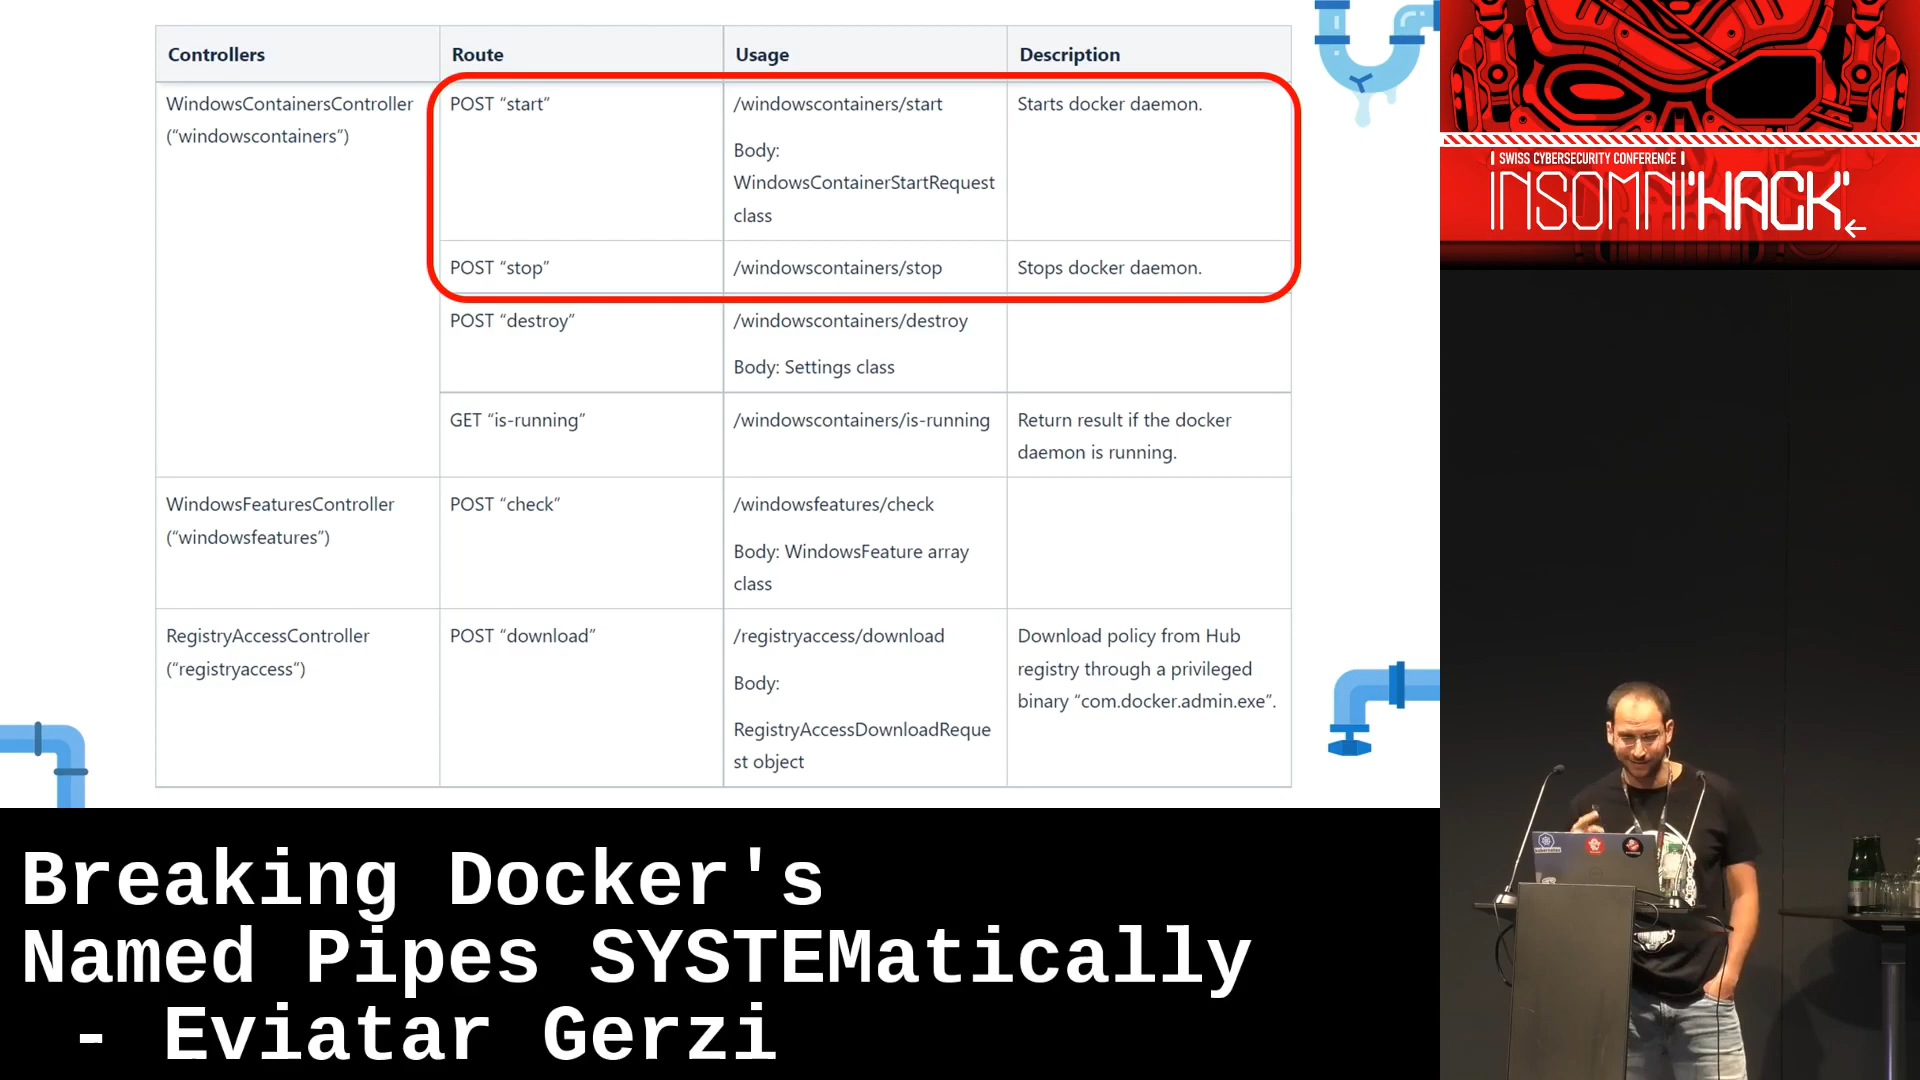 Controllers
Route
Usage
Description
WindowsContainersController
("windowscontainers")
POST “start”
/windowscontainers/start
Body:
WindowsContainerStartRequest
class
Starts docker daemon.
POST “stop”
/windowscontainers/stop
Stops docker daemon.
POST “destroy”
/windowscontainers/destroy
Body: Settings class
GET “is-running”
/windowscontainers/is-running
Return result if the docker
daemon is running.
WindowsFeaturesController
("windowsfeatures")
POST “check”
/windowsfeatures/check
Body: WindowsFeature array
class
RegistryAccessController
("registryaccess")
POST “download”
/registryaccess/download
Body:
RegistryAccessDownloadReque
st object
Download policy from Hub
registry through a privileged
binary “com.docker.admin.exe”.
SWISS CYBERSECURITY CONFERENCE
INSOMNI'HACK
Breaking Docker's
Named Pipes SYSTEMatically
- Eviatar Gerzi